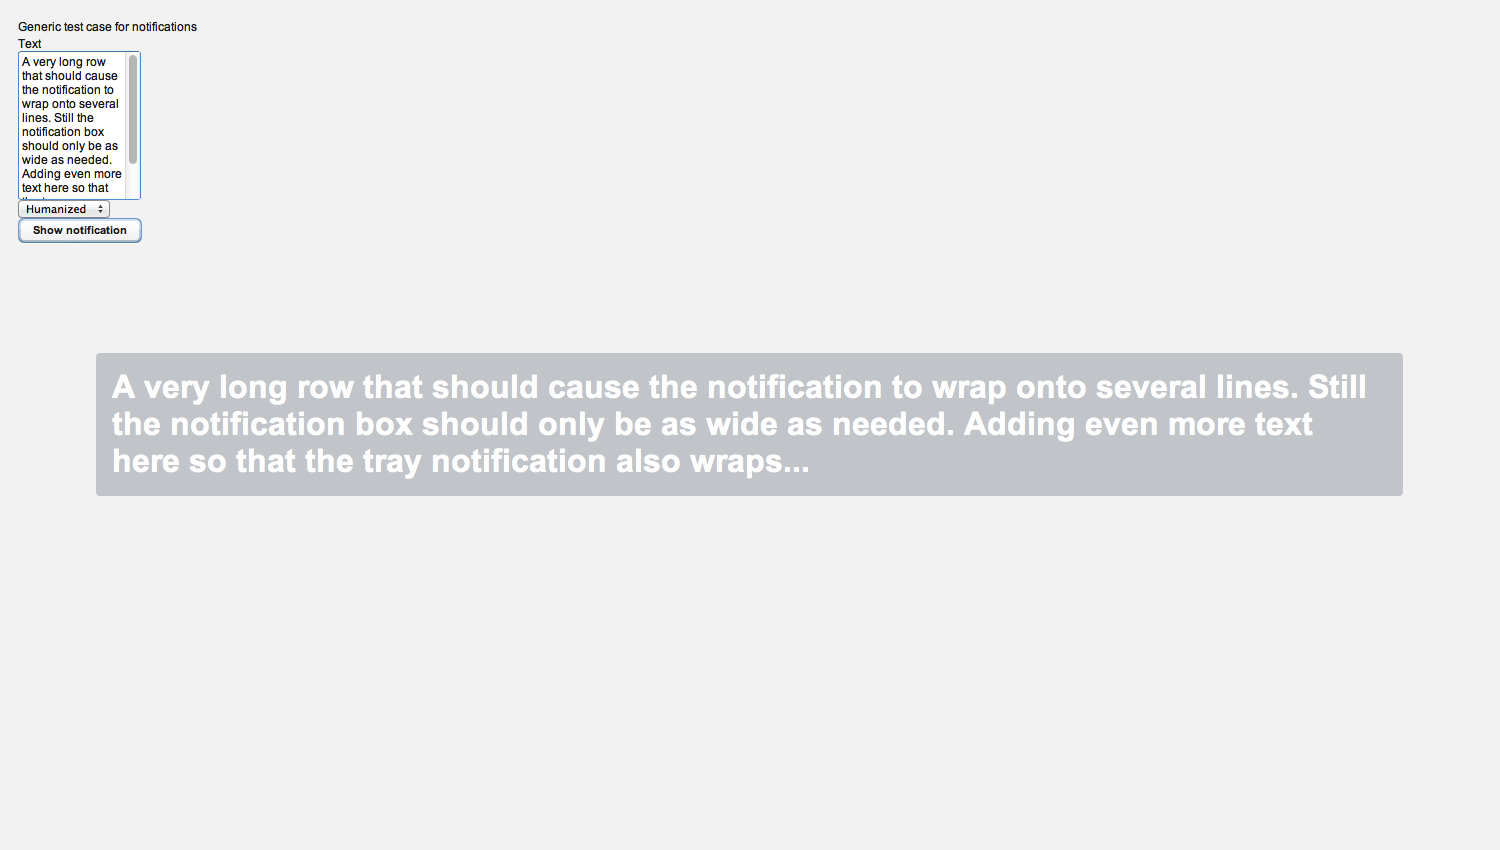 Generic test case for notifications
Text
A very long row
that should cause
the notification to
wrap onto several
lines. Still the
notification box
should only be as
wide as needed.
Adding even more
text here so that
Humanized
Show notification
A very long row that should cause the notification to wrap onto several lines. Still
the notification box should only be as wide as needed. Adding even more text
here so that the tray notification also wraps...